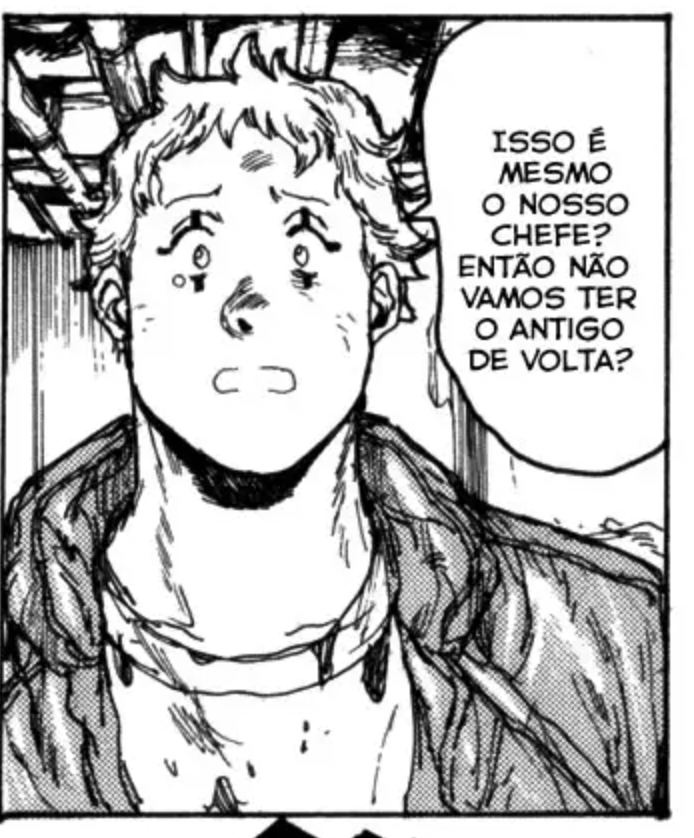 ISSO É
MESMO
O NOSSO
CHEFE?
ENTÃO NÃO
VAMOS TER
O ANTIGO
DE VOLTA?